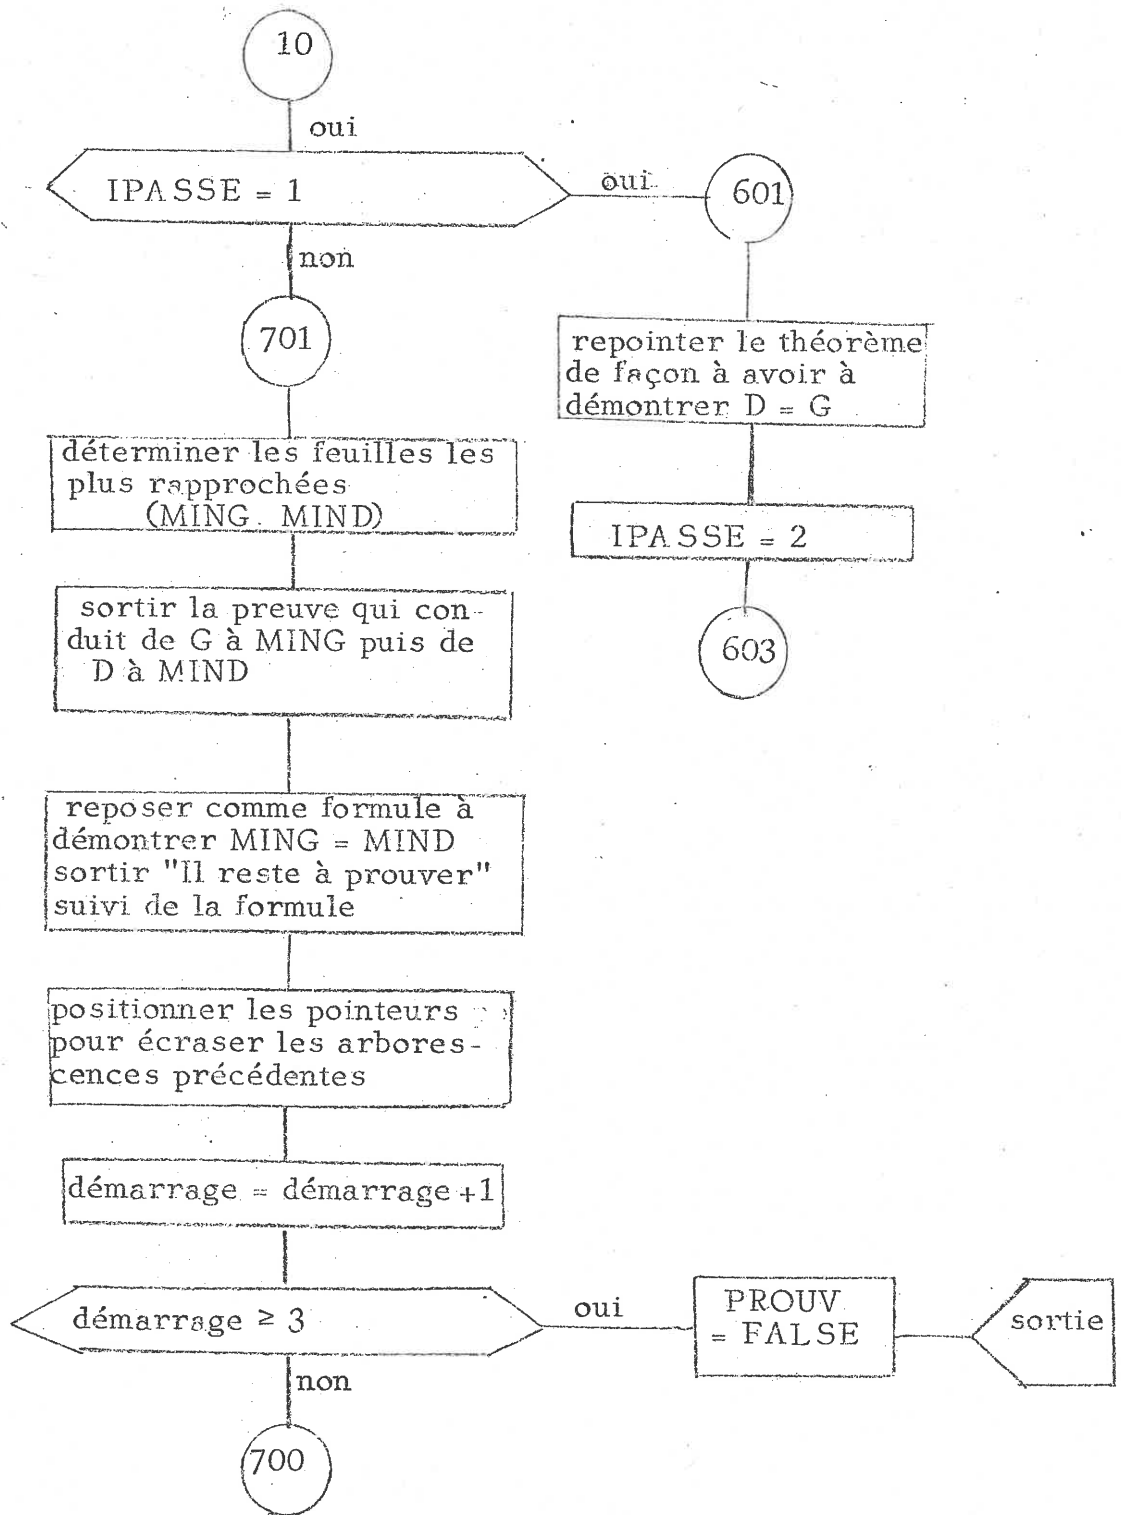 10
oui
IPASSE = 1
oui
601
non
701
repointer le théorème
de façon à avoir à
démontrer D = G
déterminer les feuilles les
plus rapprochées
(MING. MIND)
IPASSE = 2
603
sortir la preuve qui con-
duit de G à MING puis de
D à MIND
reposer comme formule à
démontrer MING = MIND
sortir "Il reste à prouver"
suivi de la formule
positionner les pointeurs
pour écraser les arbores-
cences précédentes
démarrage = démarrage +1
démarrage ≥ 3
oui
PROUV
= FALSE
sortie
non
700